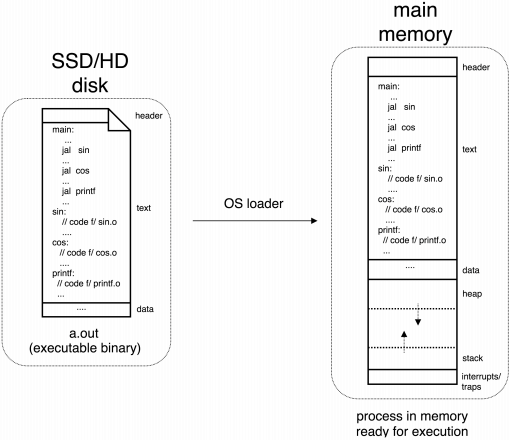 SSD/HD
disk
header
main:
...
jal sin
...
jal cos
...
jal printf
...
sin:
// code f/ sin.o
....
cos:
// code f/ cos.o
....
printf:
// code f/ printf.o
...
text
....
data
a.out
(executable binary)
OS loader
main
memory
header
main:
...
jal sin
...
jal cos
...
jal printf
sin:
// code f/ sin.o
....
cos:
// code f/ cos.o
....
printf:
// code f/ printf.o
...
text
....
data
heap
stack
interrupts/
traps
process in memory
ready for execution